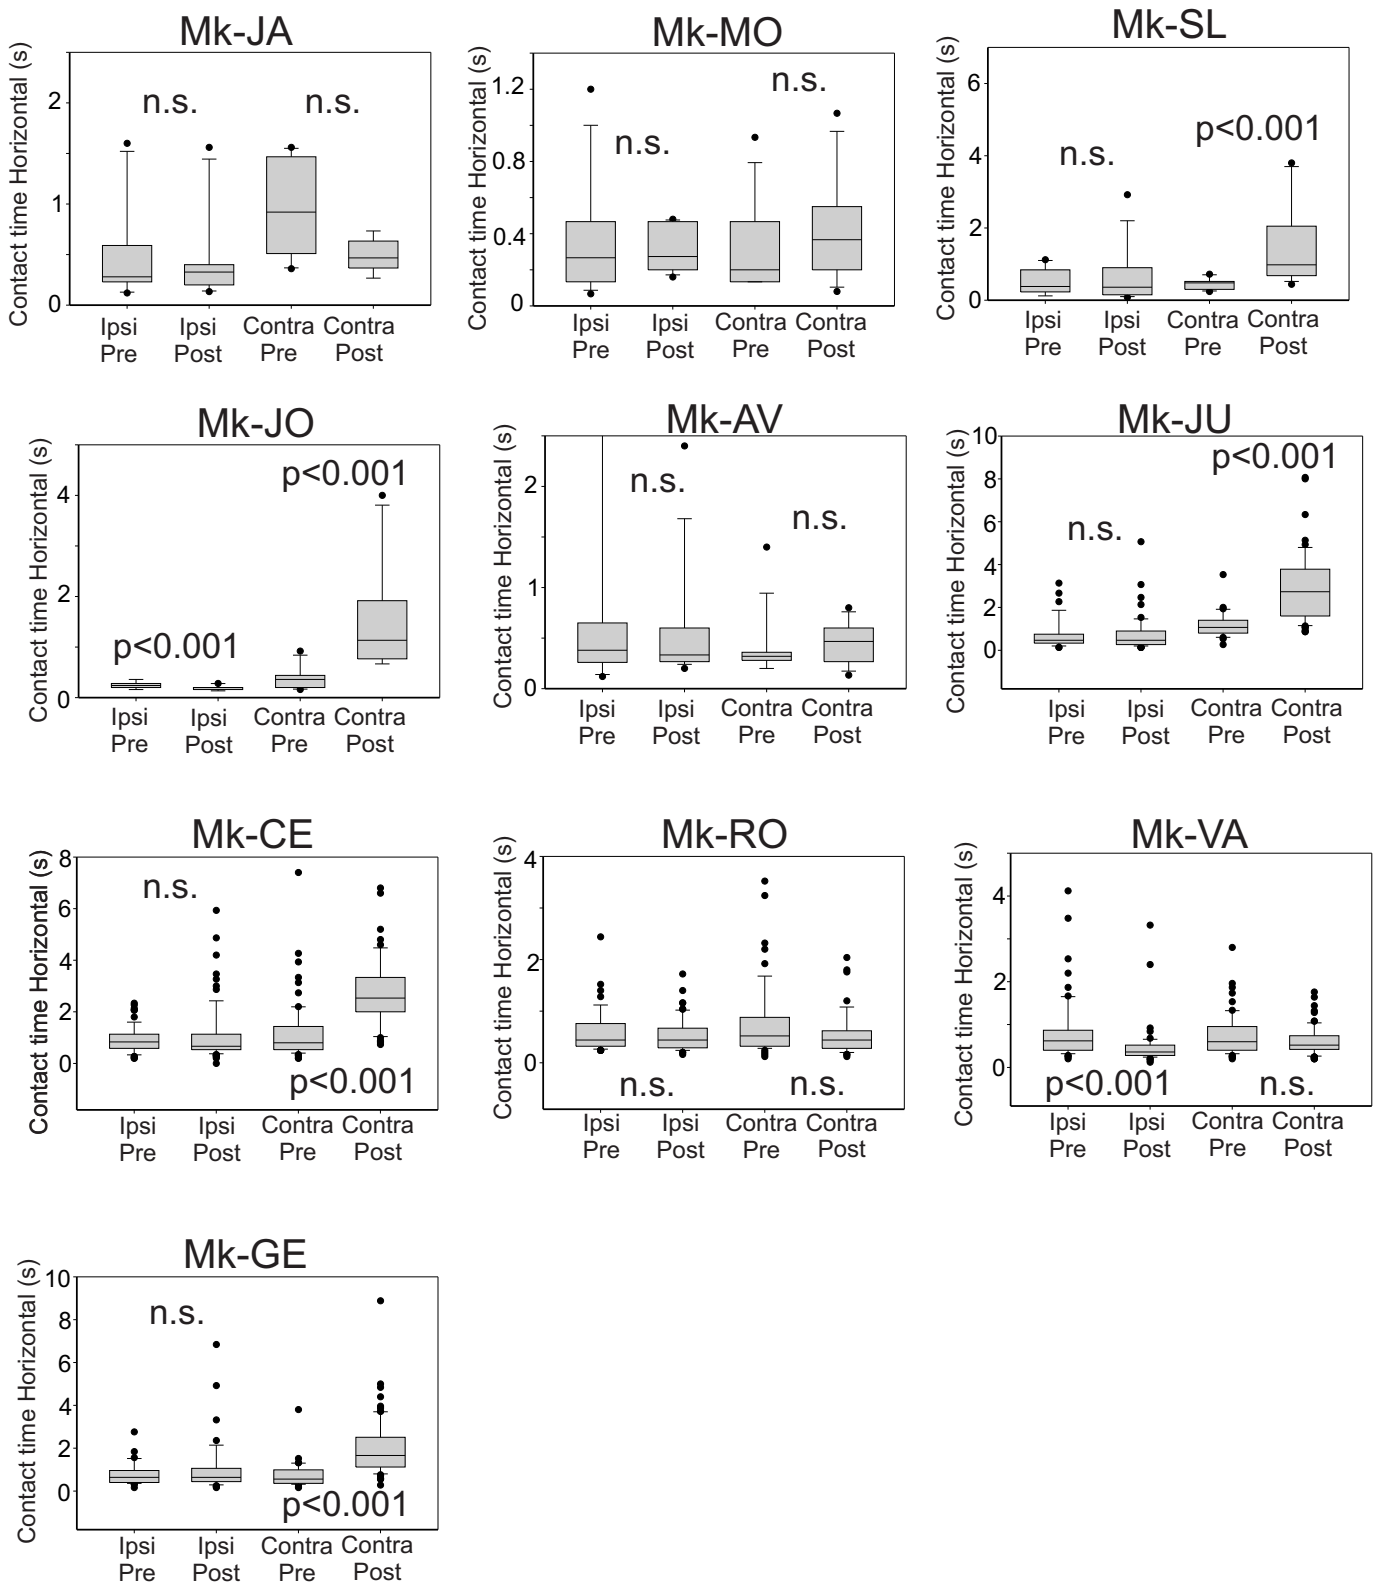 Mk-JA
Contact time Horizontal (s)
2
1
0
n.s.
n.s.
Ipsi Pre
Ipsi Post
Contra Pre
Contra Post
Mk-MO
Contact time Horizontal (s)
1.2
0.8
0.4
0
n.s.
n.s.
Ipsi Pre
Ipsi Post
Contra Pre
Contra Post
Mk-SL
Contact time Horizontal (s)
6
4
2
0
n.s.
p<0.001
Ipsi Pre
Ipsi Post
Contra Pre
Contra Post
Mk-JO
Contact time Horizontal (s)
4
2
0
p<0.001
p<0.001
Ipsi Pre
Ipsi Post
Contra Pre
Contra Post
Mk-AV
Contact time Horizontal (s)
2
1
0
n.s.
n.s.
Ipsi Pre
Ipsi Post
Contra Pre
Contra Post
Mk-JU
Contact time Horizontal (s)
10
8
6
4
2
0
n.s.
p<0.001
Ipsi Pre
Ipsi Post
Contra Pre
Contra Post
Mk-CE
Contact time Horizontal (s)
8
6
4
2
0
n.s.
p<0.001
Ipsi Pre
Ipsi Post
Contra Pre
Contra Post
Mk-RO
Contact time Horizontal (s)
4
2
0
n.s.
n.s.
Ipsi Pre
Ipsi Post
Contra Pre
Contra Post
Mk-VA
Contact time Horizontal (s)
4
2
0
p<0.001
n.s.
Ipsi Pre
Ipsi Post
Contra Pre
Contra Post
Mk-GE
Contact time Horizontal (s)
10
8
6
4
2
0
n.s.
p<0.001
Ipsi Pre
Ipsi Post
Contra Pre
Contra Post